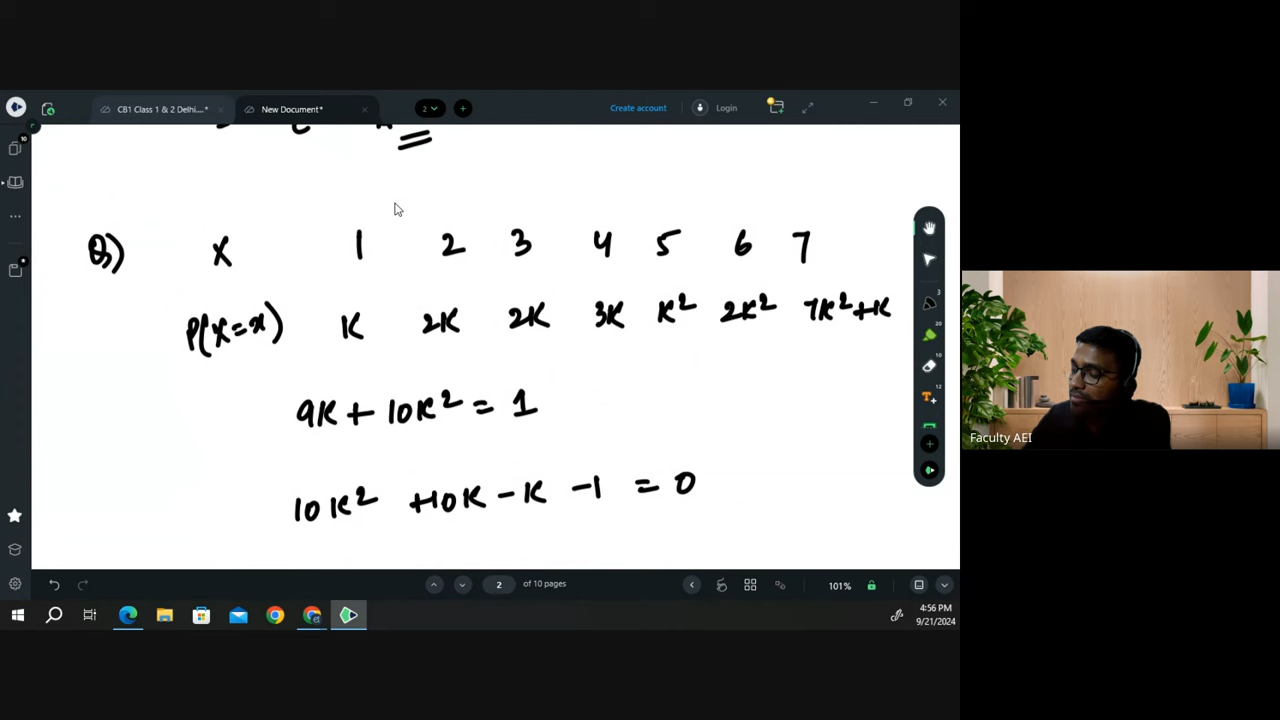 CB1 Class 1 & 2 Delhi....*
New Document*
2
Create account
Login
Q) X 1 2 3 4 5 6 7
P(X=x) K 2K 2K 3K K² 2K² 7K²+K
9K + 10K² = 1
10K² +10K - K - 1 = 0
Faculty AEI
2 of 10 pages
101%
4:56 PM
9/21/2024